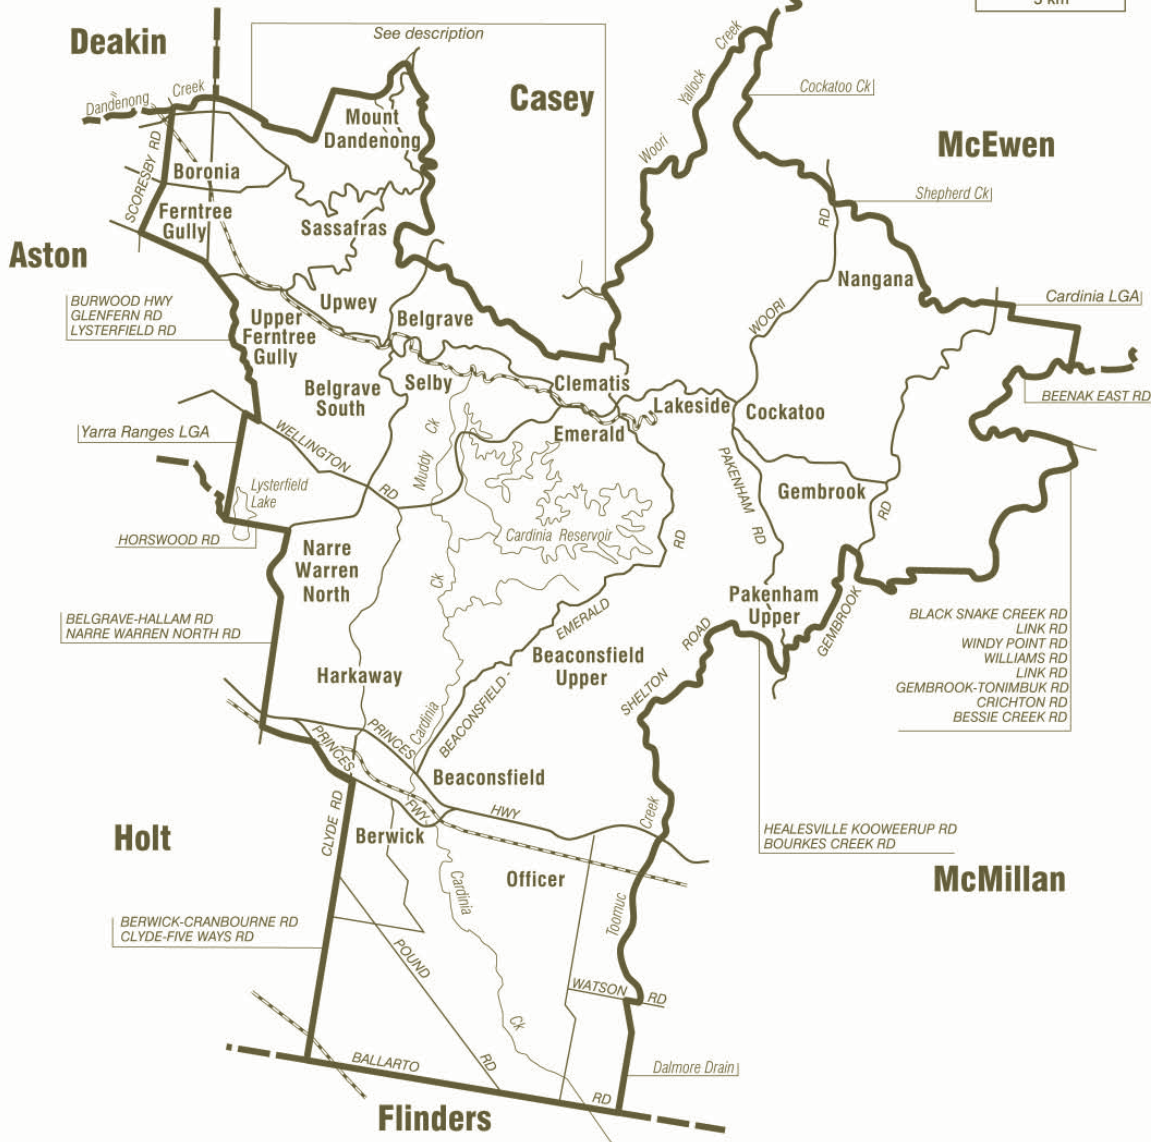 5 km
Deakin
See description
Creek
Dandenong
Creek
Yallock
Woori
Casey
Cockatoo Ck
Mount
Dandenong
McEwen
SCORESBY RD
Boronia
Shepherd Ck
Ferntree
Gully
Sassafras
RD
Aston
Nangana
BURWOOD HWY
GLENFERN RD
LYSTERFIELD RD
Upwey
Cardinia LGA
Upper
Ferntree
Gully
Belgrave
WOORI
Belgrave
South
Selby
Clematis
BEENAK EAST RD
Lakeside
Cockatoo
Emerald
Yarra Ranges LGA
WELLINGTON
RD
Muddy Ck
PAKENHAM RD
Lysterfield
Lake
Gembrook
RD
HORSWOOD RD
Cardinia Reservoir
RD
Narre
Warren
North
Ck
Pakenham
Upper
BELGRAVE-HALLAM RD
NARRE WARREN NORTH RD
EMERALD
GEMBROOK
BLACK SNAKE CREEK RD
LINK RD
WINDY POINT RD
WILLIAMS RD
LINK RD
GEMBROOK-TONIMBUK RD
CRICHTON RD
BESSIE CREEK RD
Beaconsfield
Upper
SHELTON ROAD
Harkaway
Cardinia
BEACONSFIELD-
PRINCES
PRINCES
Beaconsfield
FWY
HWY
Creek
CLYDE RD
Holt
Berwick
HEALESVILLE KOOWEERUP RD
BOURKES CREEK RD
Officer
McMillan
Cardinia
Toomuc
BERWICK-CRANBOURNE RD
CLYDE-FIVE WAYS RD
POUND
WATSON RD
Ck
BALLARTO
RD
Dalmore Drain
RD
Flinders